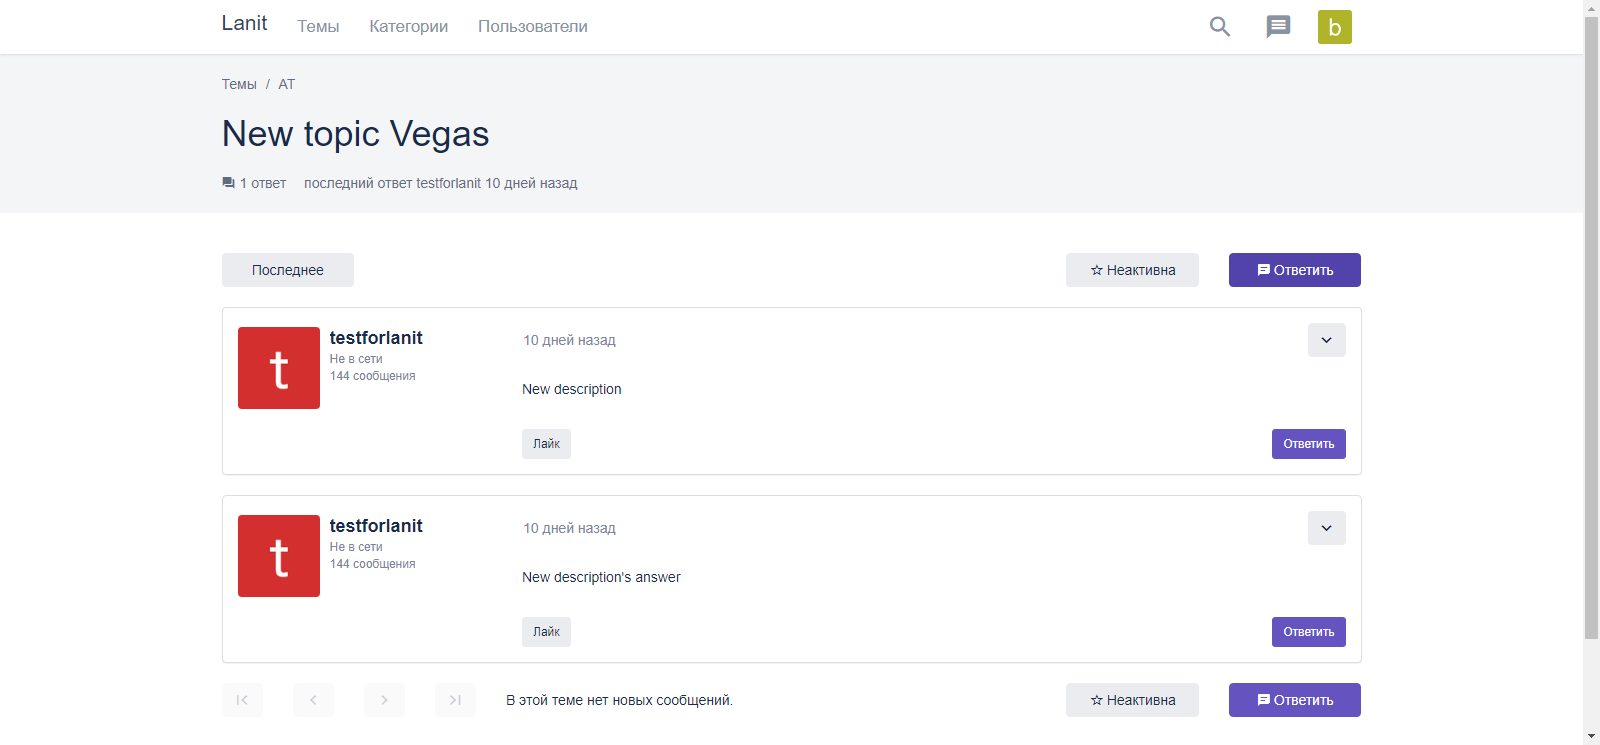 Lanit Темы Категории Пользователи b
Темы / AT
New topic Vegas
1 ответ последний ответ testforlanit 10 дней назад
Последнее Неактивна Ответить
t testforlanit 10 дней назад
Не в сети
144 сообщения
New description
Лайк Ответить
t testforlanit 10 дней назад
Не в сети
144 сообщения
New description's answer
Лайк Ответить
В этой теме нет новых сообщений. Неактивна Ответить